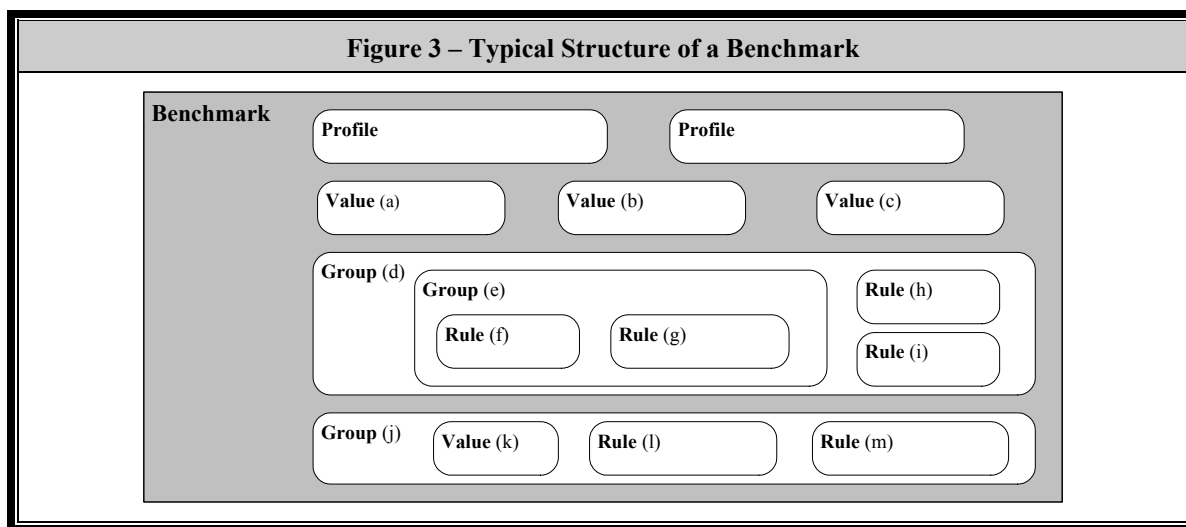 Figure 3 – Typical Structure of a Benchmark
Benchmark
Profile
Profile
Value (a)
Value (b)
Value (c)
Group (d)
Group (e)
Rule (f)
Rule (g)
Rule (h)
Rule (i)
Group (j)
Value (k)
Rule (l)
Rule (m)